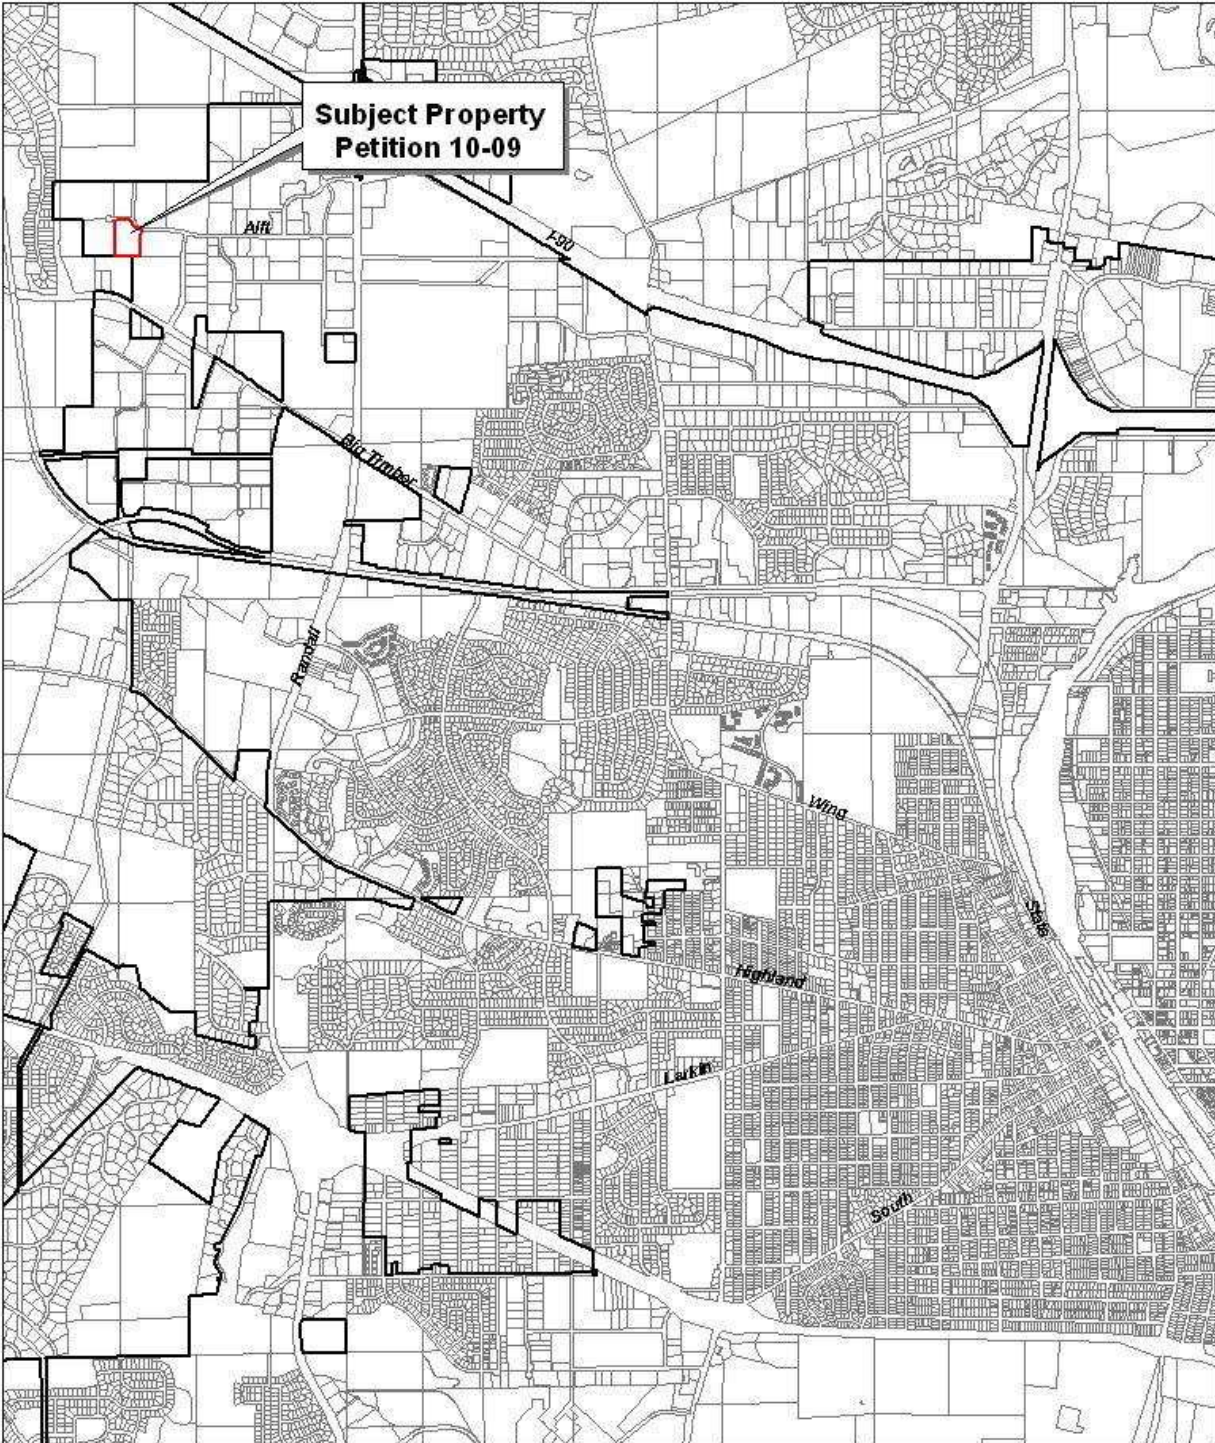 Subject Property
Petition 10-09
Alft
I-90
Big Timber
Randall
Wing
State
Highland
Larkin
South